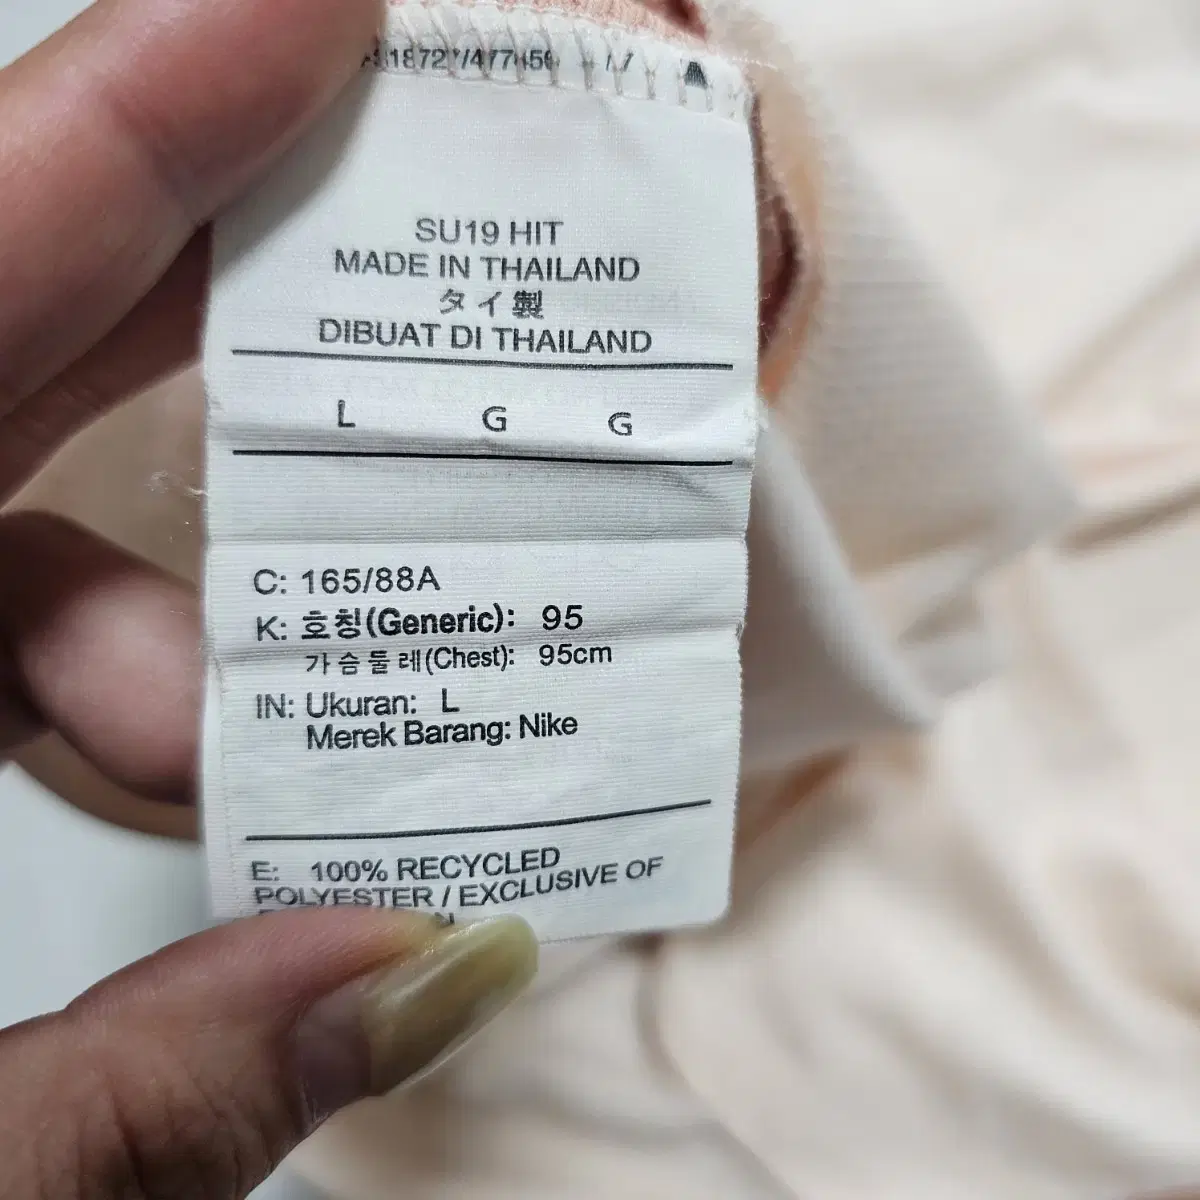 SU19 HIT
MADE IN THAILAND
タイ製
DIBUAT DI THAILAND
L G G
C: 165/88A
K: 호칭(Generic): 95
가슴둘레(Chest): 95cm
IN: Ukuran: L
Merek Barang: Nike
E: 100% RECYCLED
POLYESTER / EXCLUSIVE OF